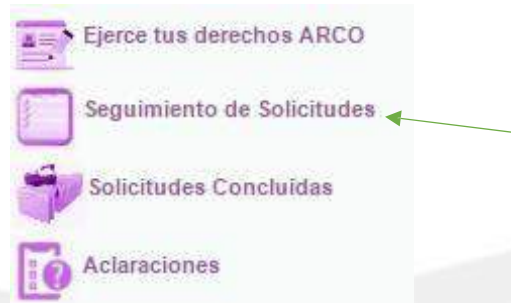 Ejerce tus derechos ARCO
Seguimiento de Solicitudes
Solicitudes Concluidas
Aclaraciones